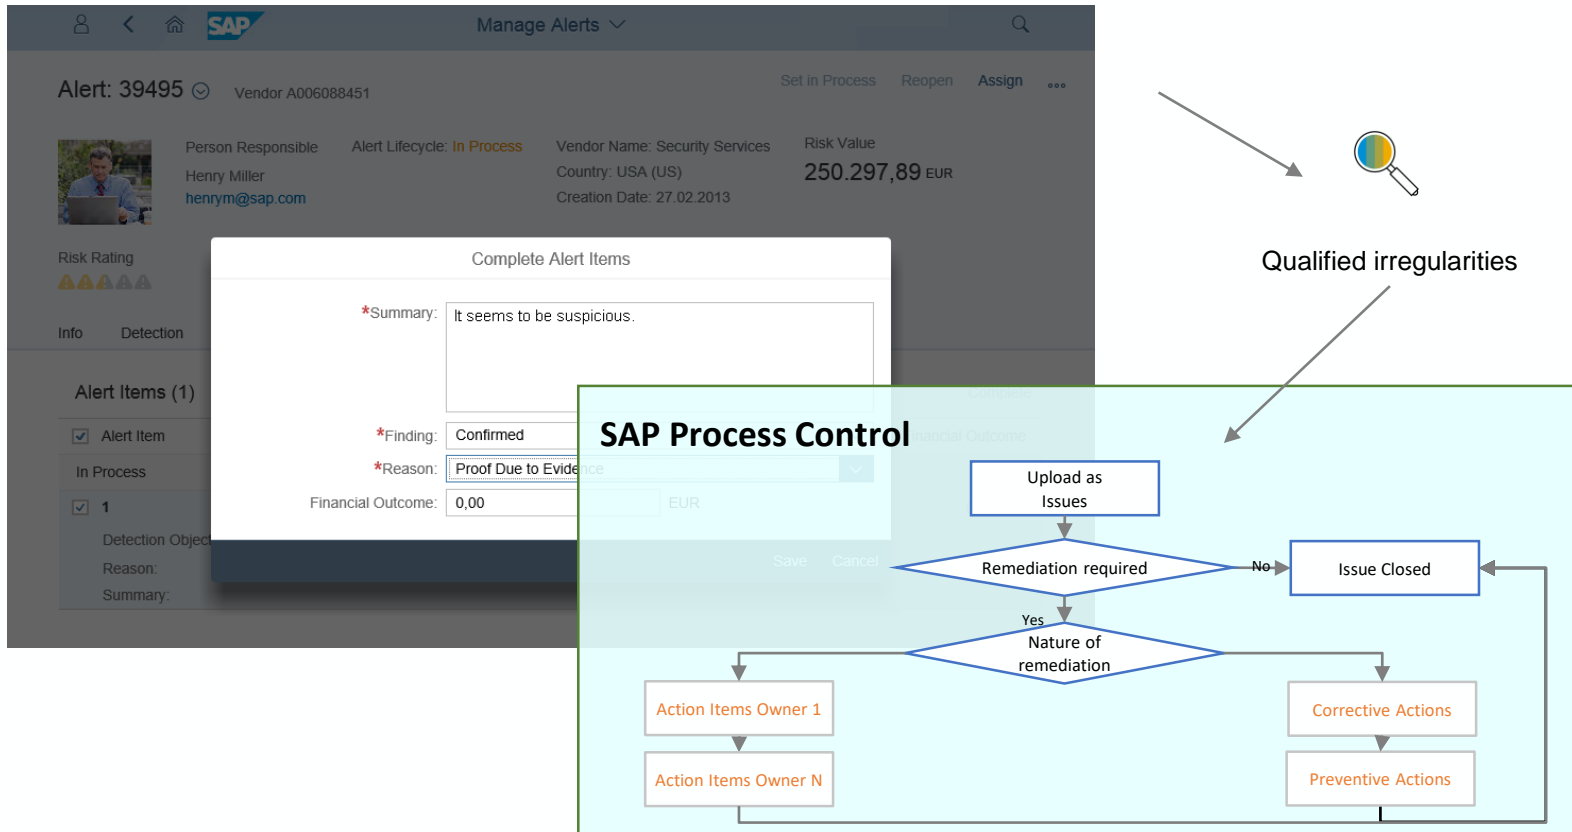 SAP
Manage Alerts
Alert: 39495
Vendor A006088451
Set in Process
Reopen
Assign
Person Responsible
Henry Miller
henrym@sap.com
Alert Lifecycle: In Process
Vendor Name: Security Services
Country: USA (US)
Creation Date: 27.02.2013
Risk Value
250.297,89 EUR
Qualified irregularities
Risk Rating
Info
Detection
Complete Alert Items
*Summary:
It seems to be suspicious.
*Finding:
Confirmed
*Reason:
Proof Due to Evidence
Financial Outcome:
0,00
EUR
Save
Cancel
Alert Items (1)
Complete
Alert Item
Financial Outcome
In Process
1
Detection Object
Reason:
Summary:
SAP Process Control
Upload as
Issues
Remediation required
No
Issue Closed
Yes
Nature of
remediation
Action Items Owner 1
Corrective Actions
Action Items Owner N
Preventive Actions